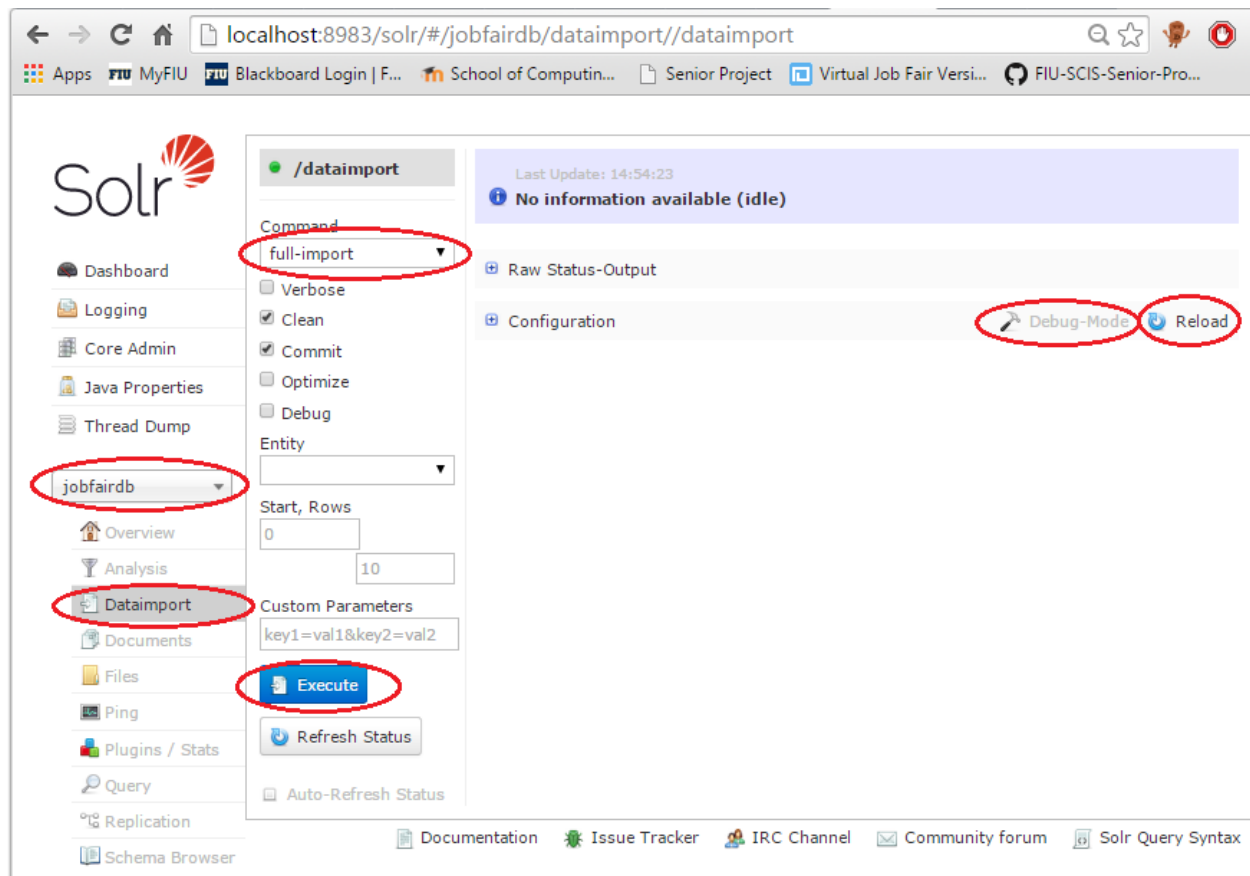 localhost:8983/solr/#/jobfairdb/dataimport//dataimport
Apps FIU MyFIU FIU Blackboard Login | F... School of Computin... Senior Project Virtual Job Fair Versi... FIU-SCIS-Senior-Pro...
Solr
Dashboard
Logging
Core Admin
Java Properties
Thread Dump
jobfairdb
Overview
Analysis
Dataimport
Documents
Files
Ping
Plugins / Stats
Query
Replication
Schema Browser
/dataimport
Command
full-import
Verbose
Clean
Commit
Optimize
Debug
Entity
Start, Rows
0
10
Custom Parameters
key1=val1&key2=val2
Execute
Refresh Status
Auto-Refresh Status
Last Update: 14:54:23
No information available (idle)
Raw Status-Output
Configuration Debug-Mode Reload
Documentation Issue Tracker IRC Channel Community forum Solr Query Syntax